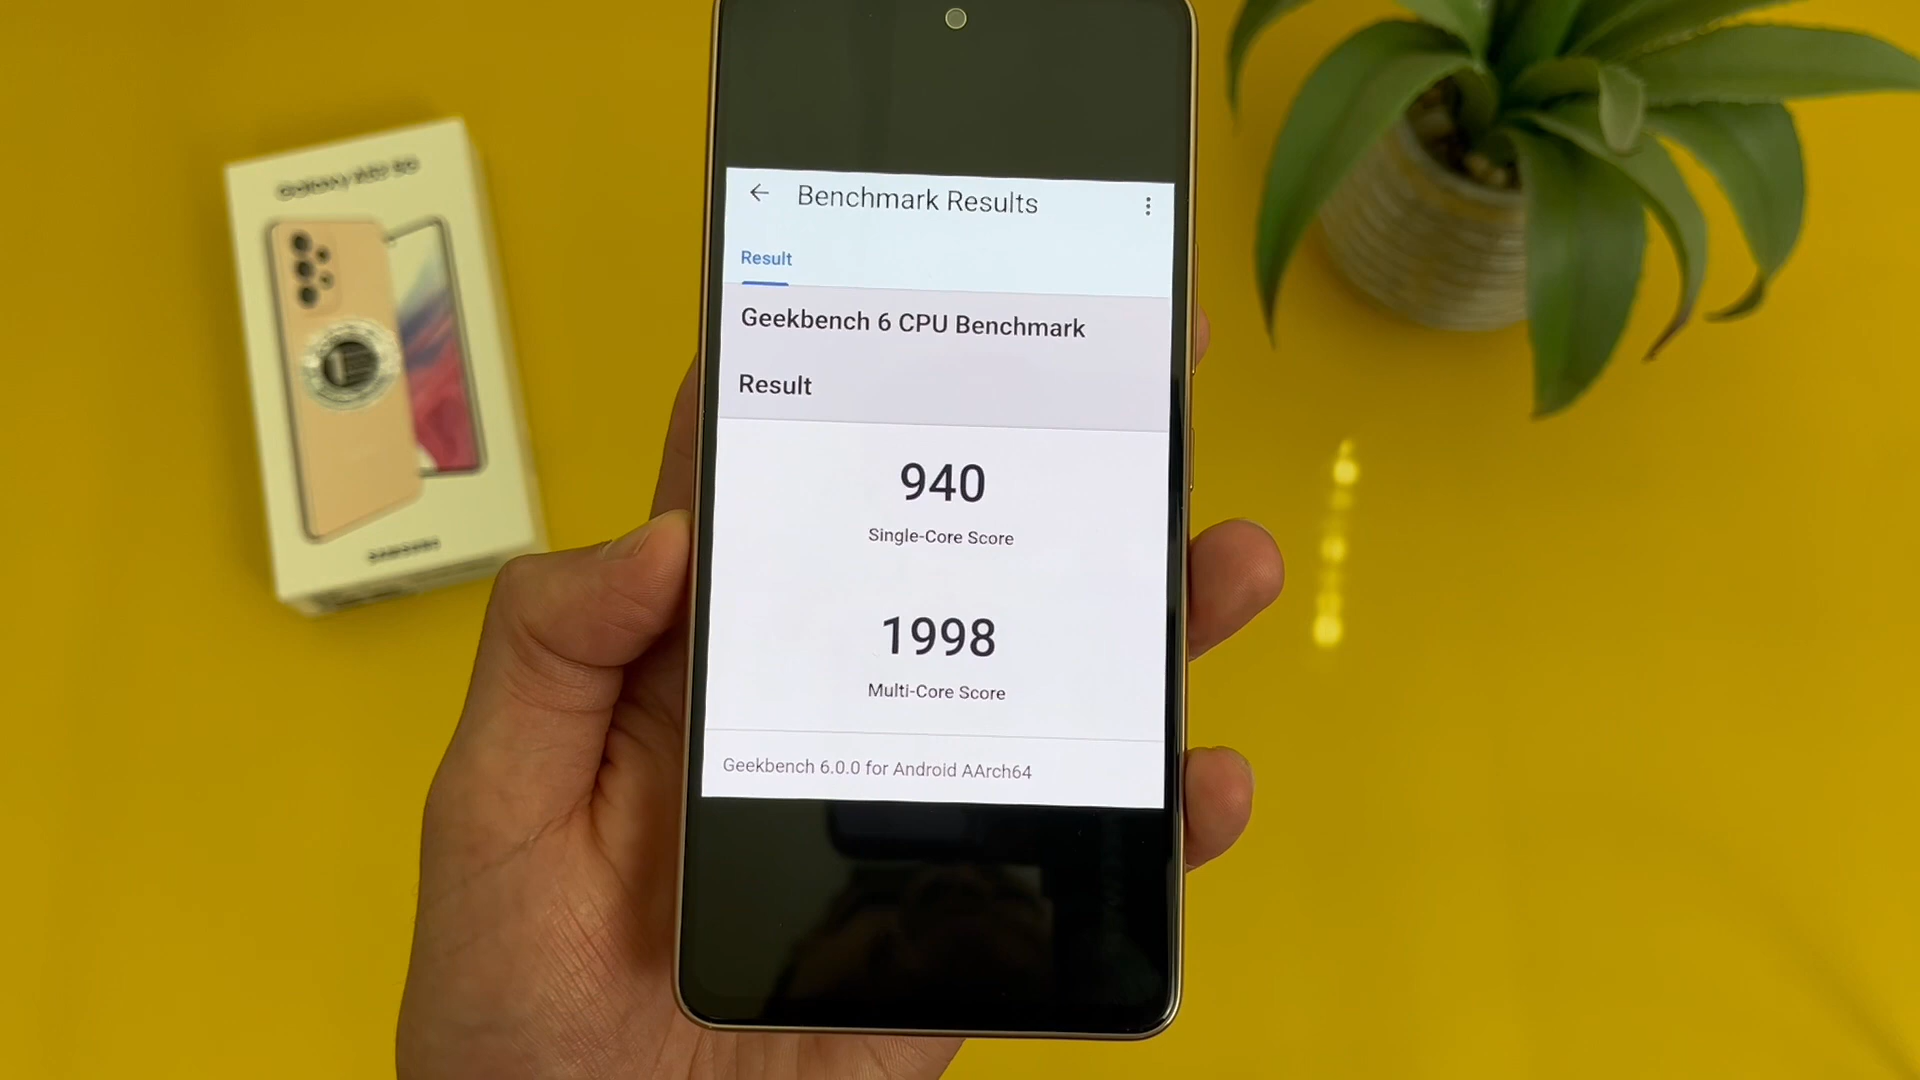 Benchmark Results
Result
Geekbench 6 CPU Benchmark
Result
940
Single-Core Score
1998
Multi-Core Score
Geekbench 6.0.0 for Android AArch64
SAMSUNG